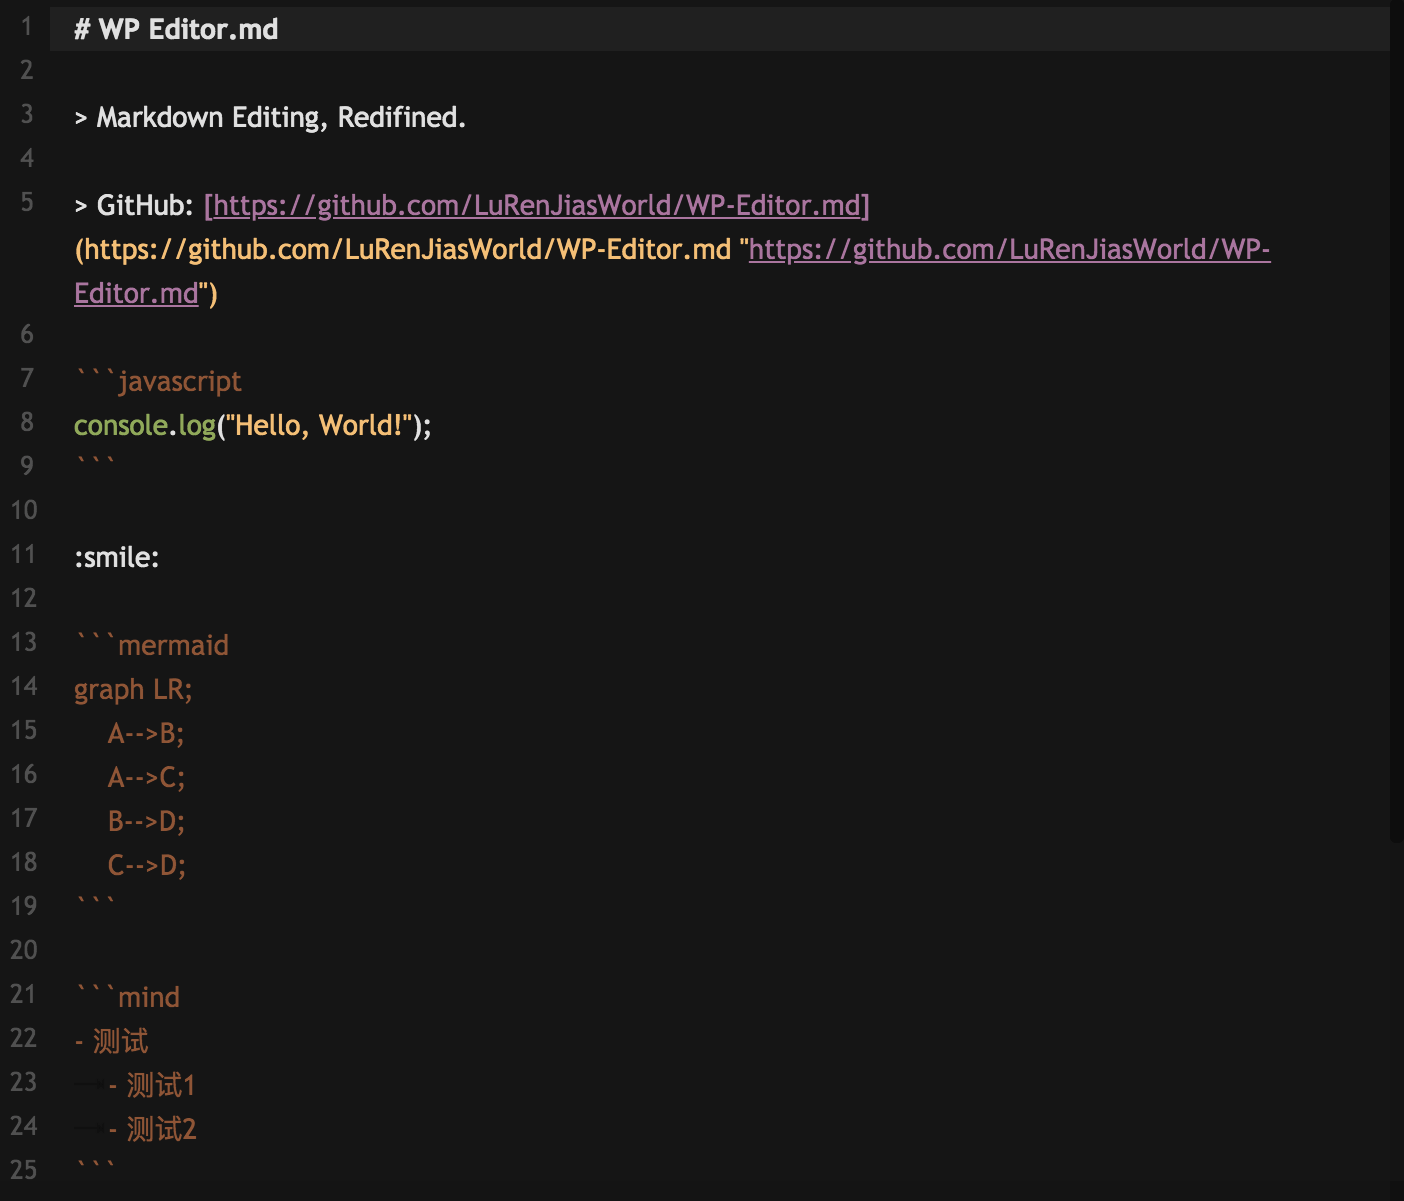 1 # WP Editor.md
2
3 > Markdown Editing, Redifined.
4
5 > GitHub: [https://github.com/LuRenJiasWorld/WP-Editor.md]
(https://github.com/LuRenJiasWorld/WP-Editor.md "https://github.com/LuRenJiasWorld/WP-
Editor.md")
6
7 ```javascript
8 console.log("Hello, World!");
9 ```
10
11 :smile:
12
13 ```mermaid
14 graph LR;
15     A-->B;
16     A-->C;
17     B-->D;
18     C-->D;
19 ```
20
21 ```mind
22 - 测试
23     - 测试1
24     - 测试2
25 ```